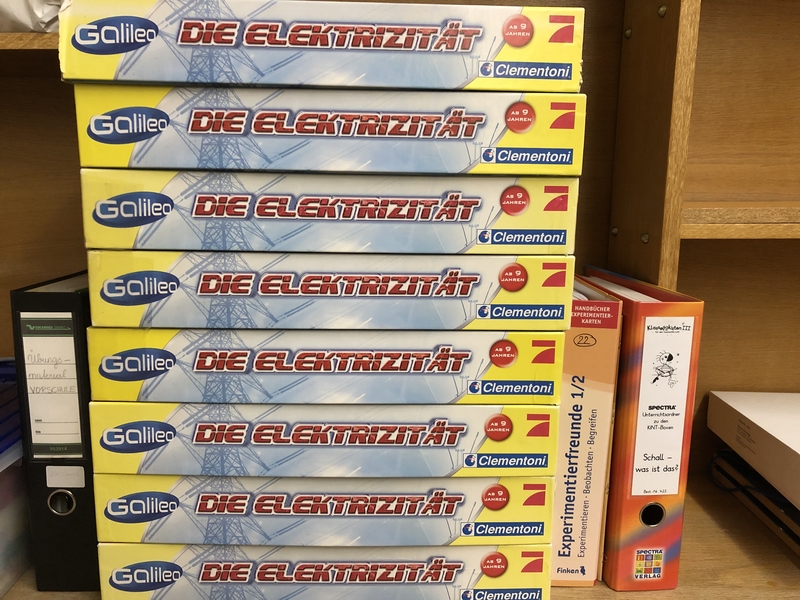 Galileo DIE ELEKTRIZITÄT AB 9 JAHREN
Clementoni
Galileo DIE ELEKTRIZITÄT AB 9 JAHREN
Clementoni
Galileo DIE ELEKTRIZITÄT AB 9 JAHREN
Clementoni
Galileo DIE ELEKTRIZITÄT AB 9 JAHREN
Clementoni
Galileo DIE ELEKTRIZITÄT AB 9 JAHREN
Clementoni
Galileo DIE ELEKTRIZITÄT AB 9 JAHREN
Clementoni
Galileo DIE ELEKTRIZITÄT AB 9 JAHREN
Clementoni
Galileo DIE ELEKTRIZITÄT AB 9 JAHREN
Clementoni
Übungs-
material
VORSCHULE
HANDBÜCHER
EXPERIMENTIER-
KARTEN
22
Experimentierfreunde 1/2
Experimentieren · Beobachten · Begreifen
Finken
SPECTRA
Unterrichtsordner
zu den
KiNT-Boxen
Schall –
was ist das?
SPECTRA
VERLAG